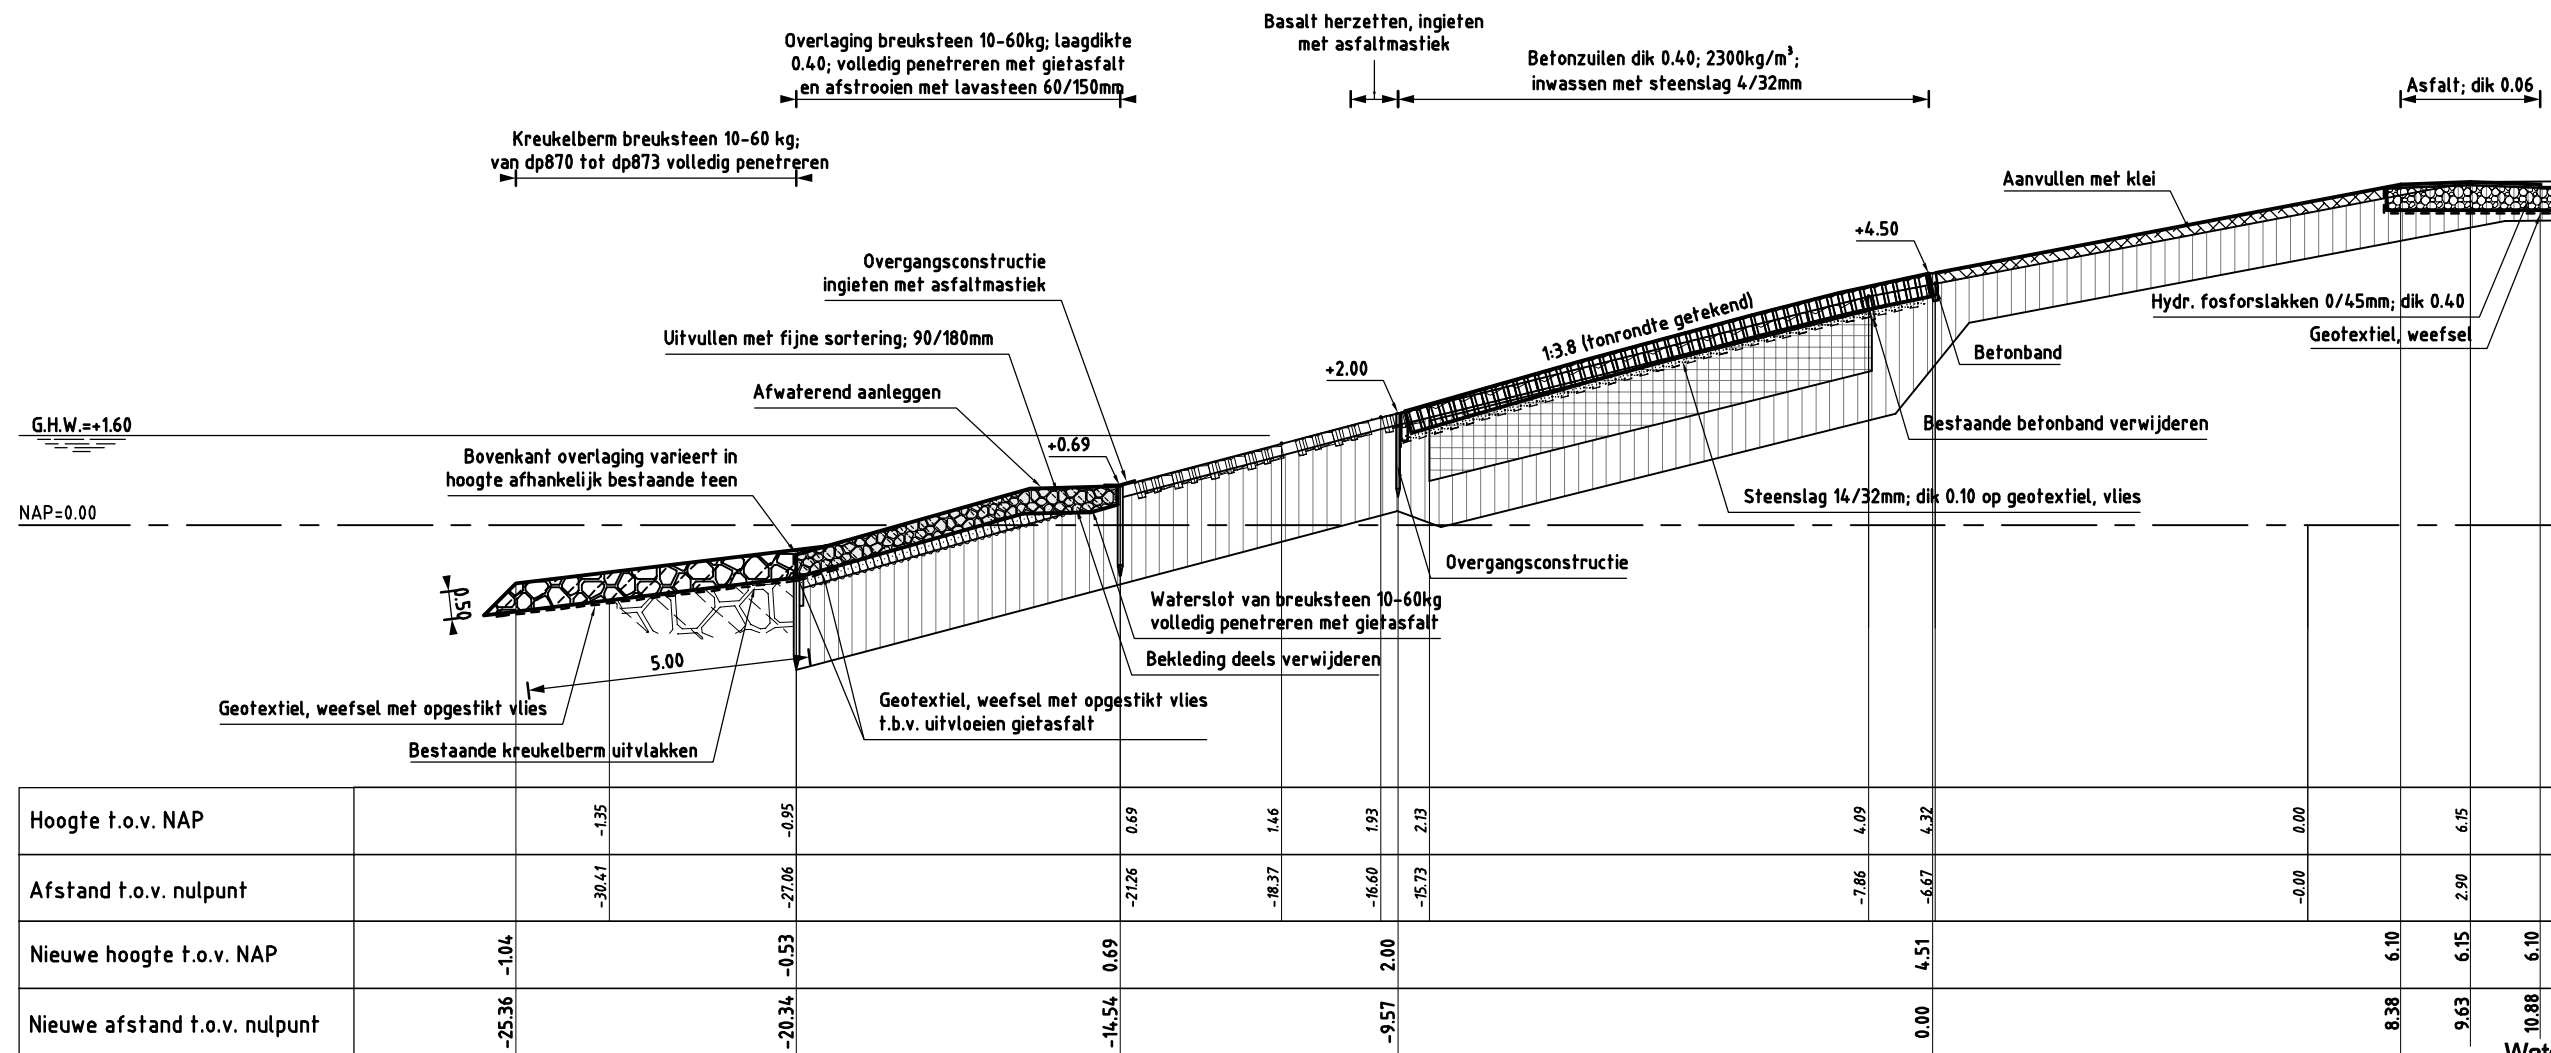 Basalt herzetten, ingieten
met asfaltmastiek
Overlaging breuksteen 10-60kg; laagdikte
0.40; volledig penetreren met gietasfalt
en afstrooien met lavasteen 60/150mm
Betonzuilen dik 0.40; 2300kg/m³;
inwassen met steenslag 4/32mm
Asfalt; dik 0.06
Kreukelberm breuksteen 10-60 kg;
van dp870 tot dp873 volledig penetreren
Aanvullen met klei
+4.50
Overgangsconstructie
ingieten met asfaltmastiek
Hydr. fosforslakken 0/45mm; dik 0.40
1:3.8 (tonrondte getekend)
Uitvullen met fijne sortering; 90/180mm
Geotextiel, weefsel
Betonband
+2.00
Afwaterend aanleggen
G.H.W.=+1.60
Bestaande betonband verwijderen
+0.69
Bovenkant overlaging varieert in
hoogte afhankelijk bestaande teen
Steenslag 14/32mm; dik 0.10 op geotextiel, vlies
NAP=0.00
Overgangsconstructie
0.50
Waterslot van breuksteen 10-60kg
volledig penetreren met gietasfalt
5.00
Bekleding deels verwijderen
Geotextiel, weefsel met opgestikt vlies
Geotextiel, weefsel met opgestikt vlies
t.b.v. uitvloeien gietasfalt
Bestaande kreukelberm uitvlakken
Hoogte t.o.v. NAP -1.35 -0.95 0.69 1.46 1.93 2.13 4.09 4.32 0.00 6.15
Afstand t.o.v. nulpunt -30.41 -27.06 -21.26 -18.37 -16.60 -15.73 -7.86 -6.67 -0.00 2.90
Nieuwe hoogte t.o.v. NAP -1.04 -0.53 0.69 2.00 4.51 6.10 6.15 6.10
Nieuwe afstand t.o.v. nulpunt -25.36 -20.34 -14.54 -9.57 0.00 8.38 9.63 10.88